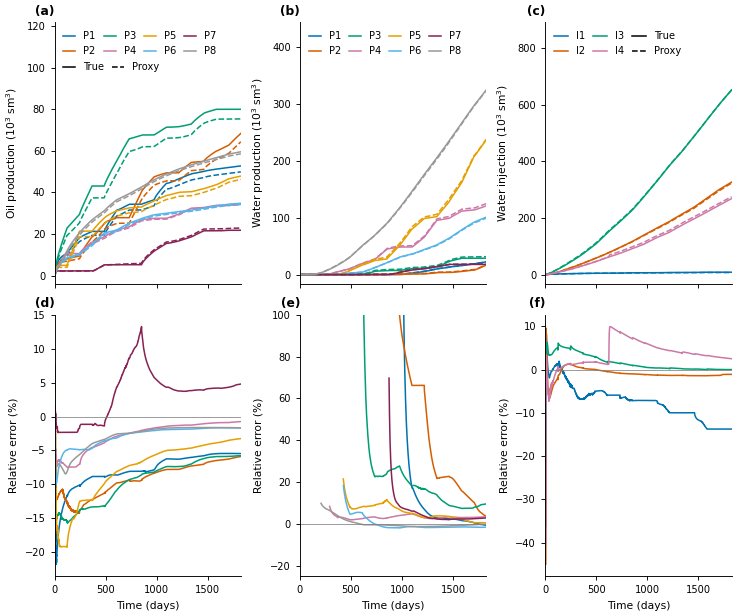 (a)
P1 P3 P5 P7
P2 P4 P6 P8
True Proxy
Oil production (10³ sm³)
120
100
80
60
40
20
0
(b)
P1 P3 P5 P7
P2 P4 P6 P8
Water production (10³ sm³)
400
300
200
100
0
(c)
I1 I3 True
I2 I4 Proxy
Water injection (10³ sm³)
800
600
400
200
0
(d)
Relative error (%)
15
10
5
0
−5
−10
−15
−20
0 500 1000 1500
Time (days)
(e)
Relative error (%)
100
80
60
40
20
0
−20
0 500 1000 1500
Time (days)
(f)
Relative error (%)
10
0
−10
−20
−30
−40
0 500 1000 1500
Time (days)